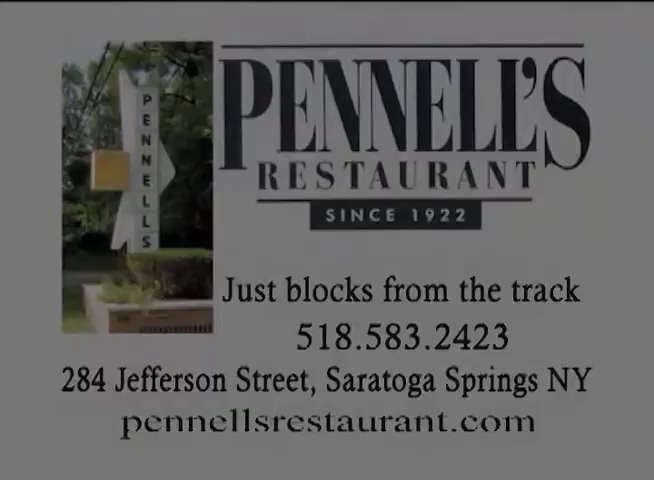 PENNELLS
PENNELL'S
RESTAURANT
SINCE 1922
Just blocks from the track
518.583.2423
284 Jefferson Street, Saratoga Springs NY
pennellsrestaurant.com